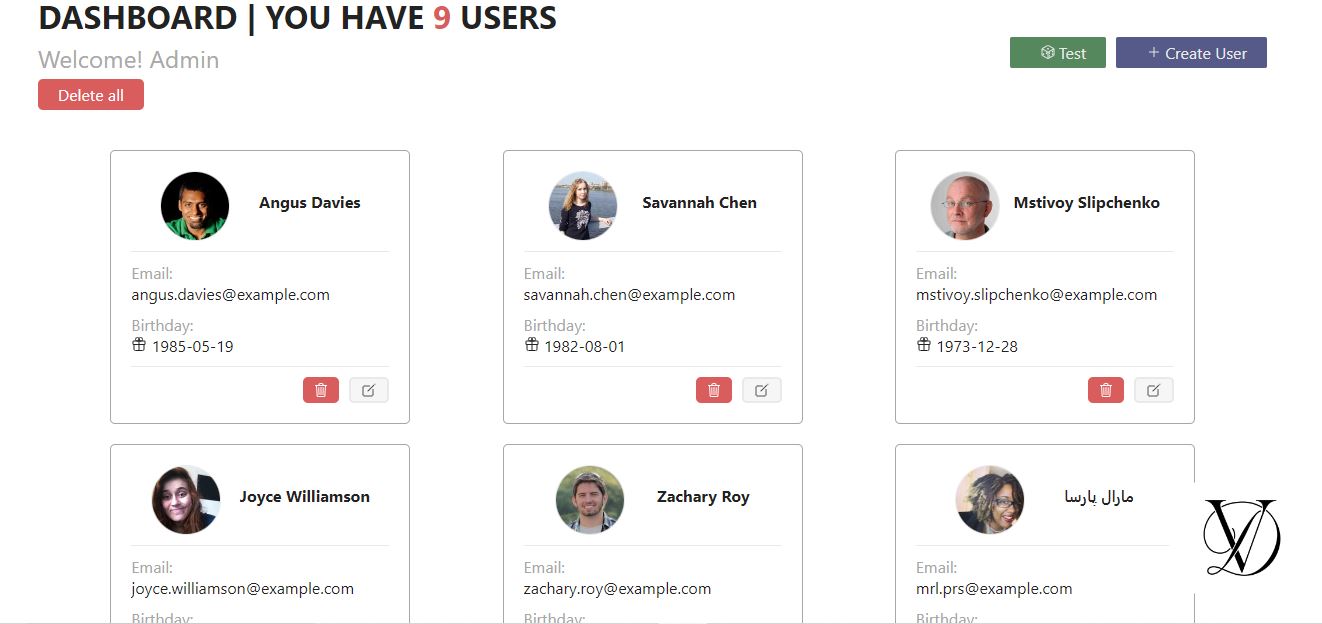 DASHBOARD | YOU HAVE 9 USERS
Welcome! Admin
Test
+ Create User
Delete all
Angus Davies
Email:
angus.davies@example.com
Birthday:
1985-05-19
Savannah Chen
Email:
savannah.chen@example.com
Birthday:
1982-08-01
Mstivoy Slipchenko
Email:
mstivoy.slipchenko@example.com
Birthday:
1973-12-28
Joyce Williamson
Email:
joyce.williamson@example.com
Birthday:
Zachary Roy
Email:
zachary.roy@example.com
Birthday:
مارال پارسا
Email:
mrl.prs@example.com
Birthday: